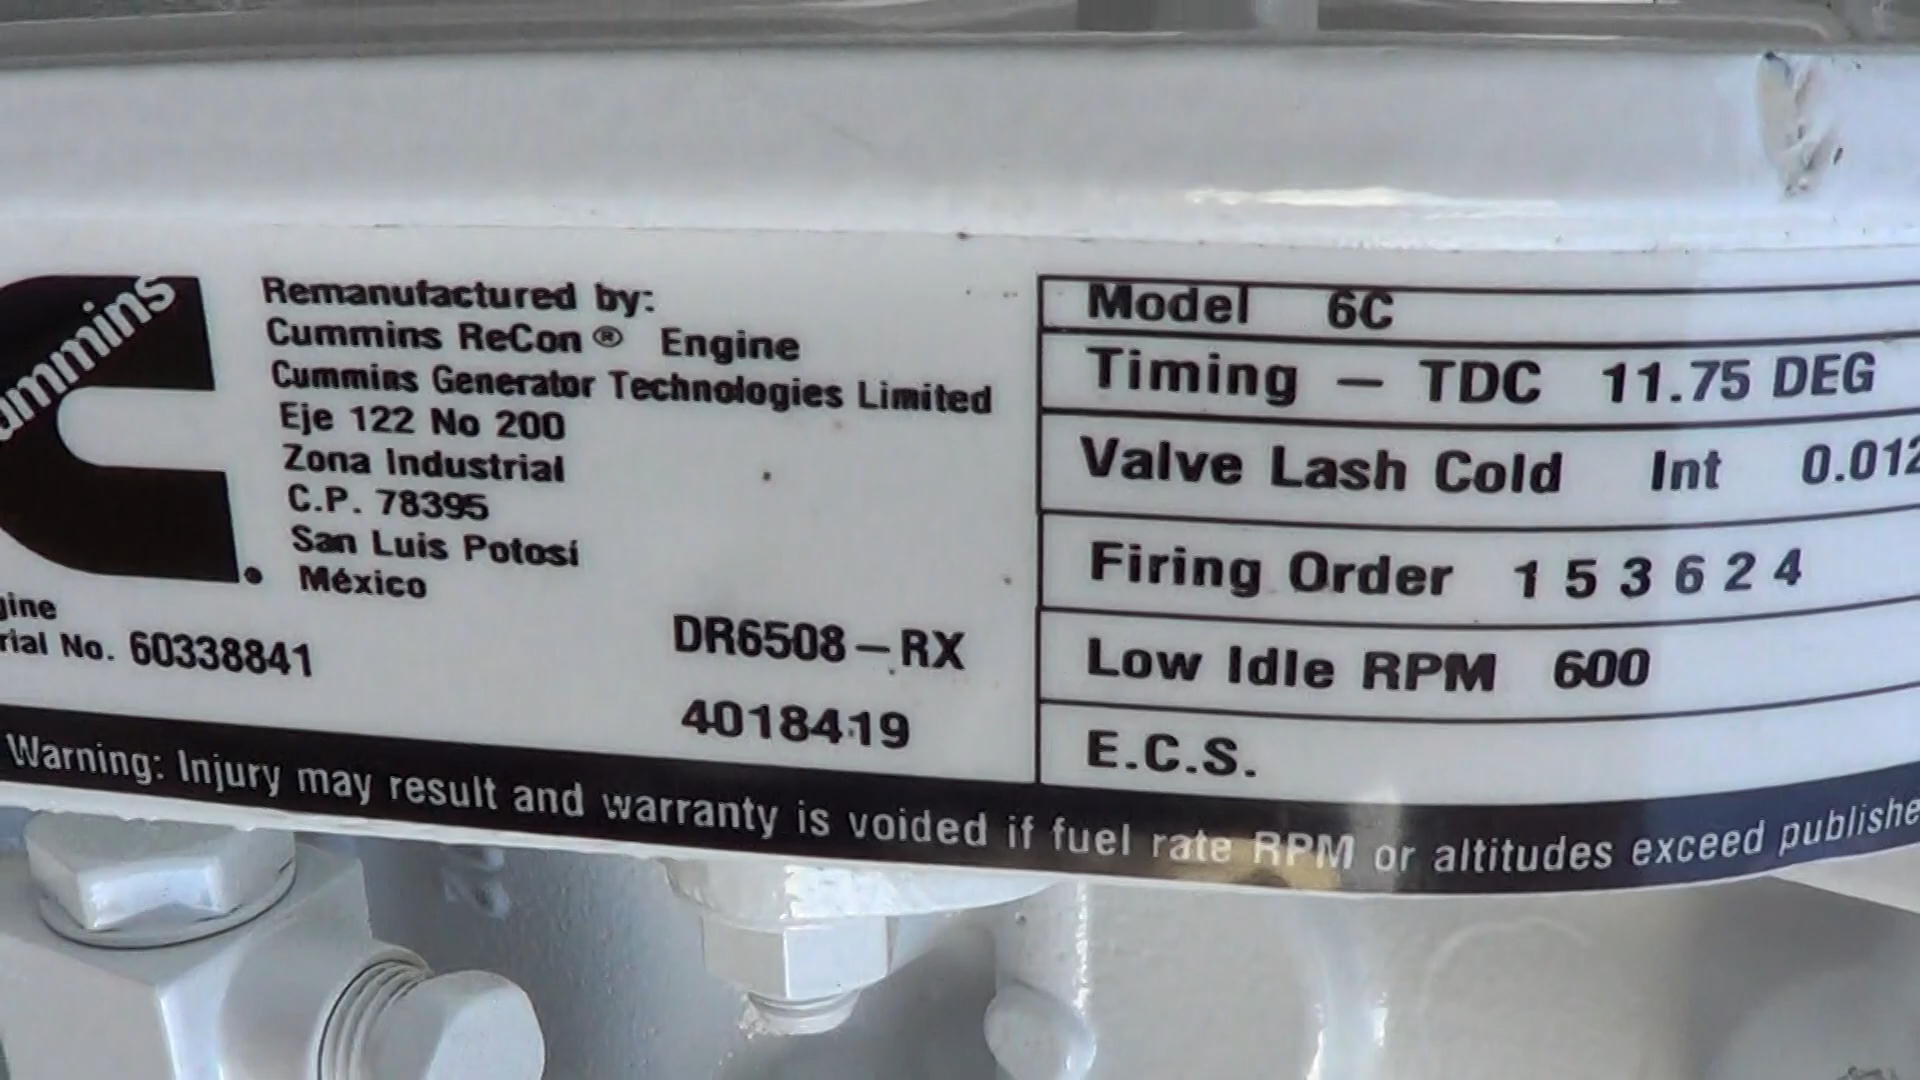 ummins
Remanufactured by:
Cummins ReCon® Engine
Cummins Generator Technologies Limited
Eje 122 No 200
Zona Industrial
C.P. 78395
San Luis Potosí
México
gine
rial No. 60338841
DR6508-RX
4018419
Model 6C
Timing - TDC 11.75 DEG
Valve Lash Cold Int 0.012
Firing Order 1 5 3 6 2 4
Low Idle RPM 600
E.C.S.
Warning: Injury may result and warranty is voided if fuel rate RPM or altitudes exceed publishe